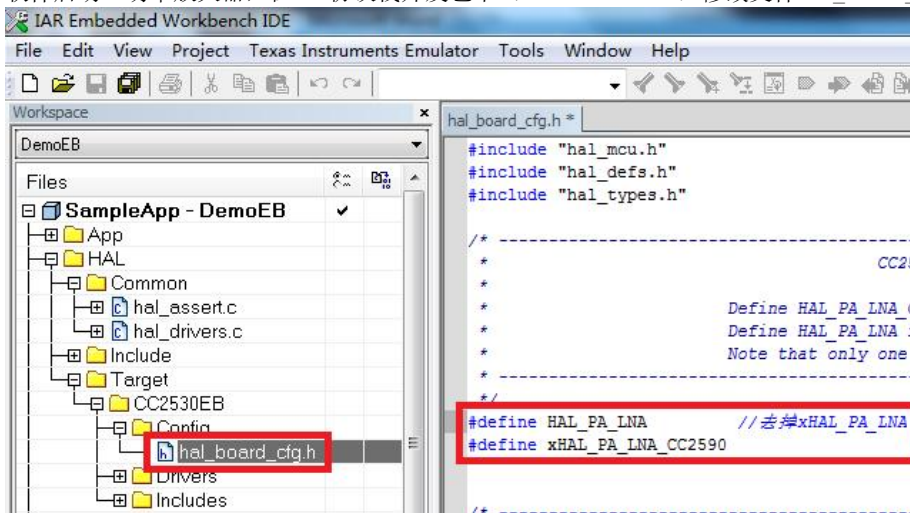 IAR Embedded Workbench IDE
File Edit View Project Texas Instruments Emulator Tools Window Help
Workspace
hal_board_cfg.h *
DemoEB
Files
SampleApp - DemoEB
App
HAL
Common
hal_assert.c
hal_drivers.c
Include
Target
CC2530EB
Config
hal_board_cfg.h
Drivers
Includes
#include "hal_mcu.h"
#include "hal_defs.h"
#include "hal_types.h"
/* ----------------------------------------
*
*
* Define HAL_PA_LNA
* Define HAL_PA_LNA
* Note that only one
* ----------------------------------------
*/
#define HAL_PA_LNA //去掉xHAL_PA_LNA
#define xHAL_PA_LNA_CC2590
/* ----------------------------------------